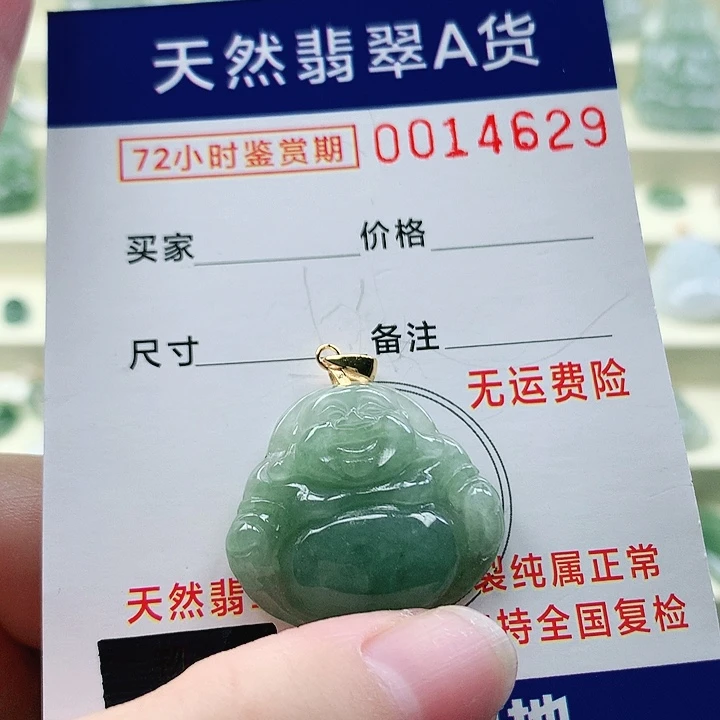 天然翡翠A货
72小时鉴赏期 0014629
买家 价格
尺寸 备注
无运费险
天然翡 纯属正常
持全国复检
地